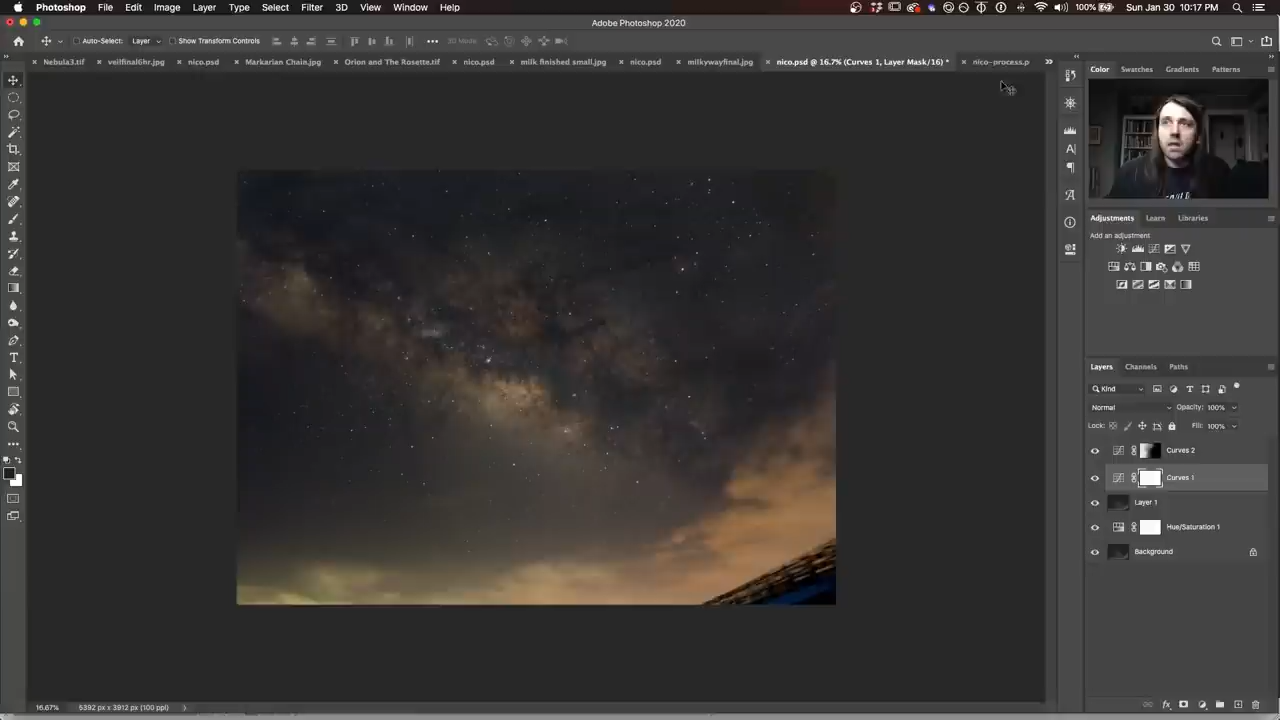 Photoshop File Edit Image Layer Type Select Filter 3D View Window Help 100% Sun Jan 30 10:17 PM
Adobe Photoshop 2020
Auto-Select: Layer Show Transform Controls 3D Mode:
Nebula3.tif veilfinal6hr.jpg nico.psd Markarian Chain.jpg Orion and The Rosette.tif nico.psd milk finished small.jpg nico.psd milkywayfinal.jpg nico.psd @ 16.7% (Curves 1, Layer Mask/16) * nico-process.p
Color Swatches Gradients Patterns
Adjustments Learn Libraries
Add an adjustment
Layers Channels Paths
Kind
Normal Opacity: 100%
Lock: Fill: 100%
Curves 2
Curves 1
Layer 1
Hue/Saturation 1
Background
16.67% 5392 px x 3912 px (100 ppi)